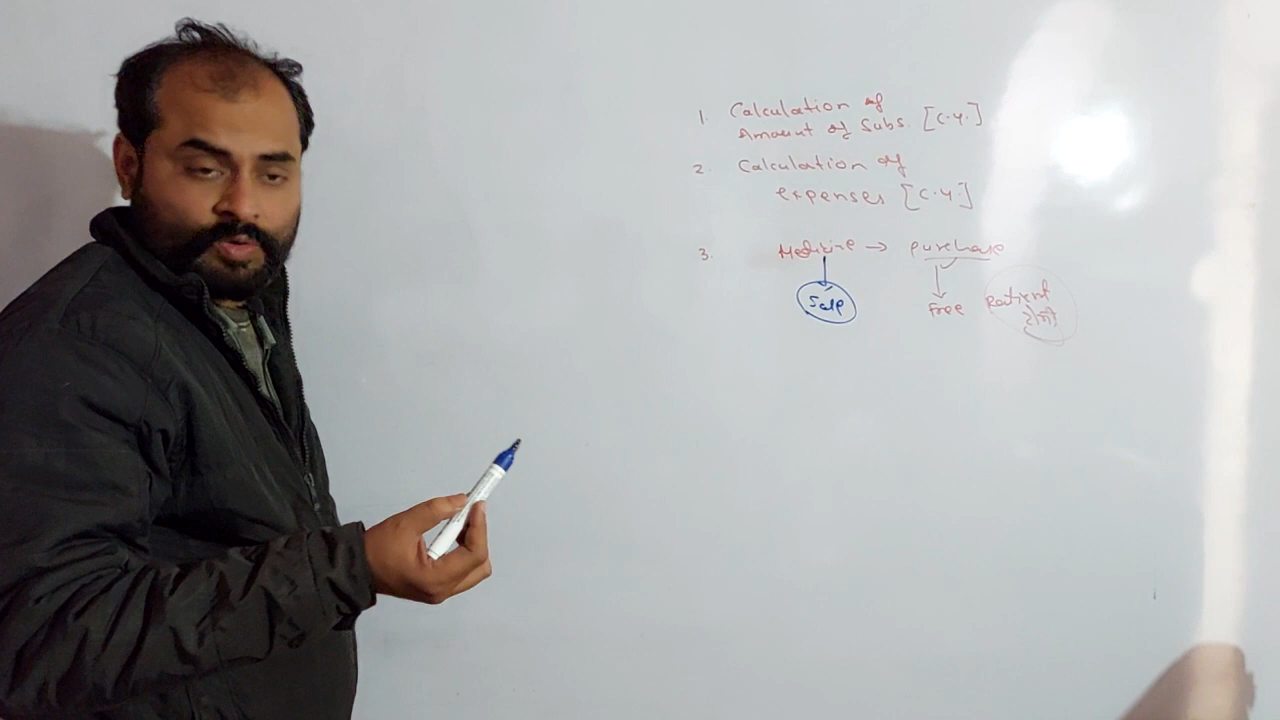 1. Calculation of
Amount of Subs. [C.Y.]
2. Calculation of
expenses [C.Y.]
3. Medicine → purchase
Sale
Free
Patient
रोगी